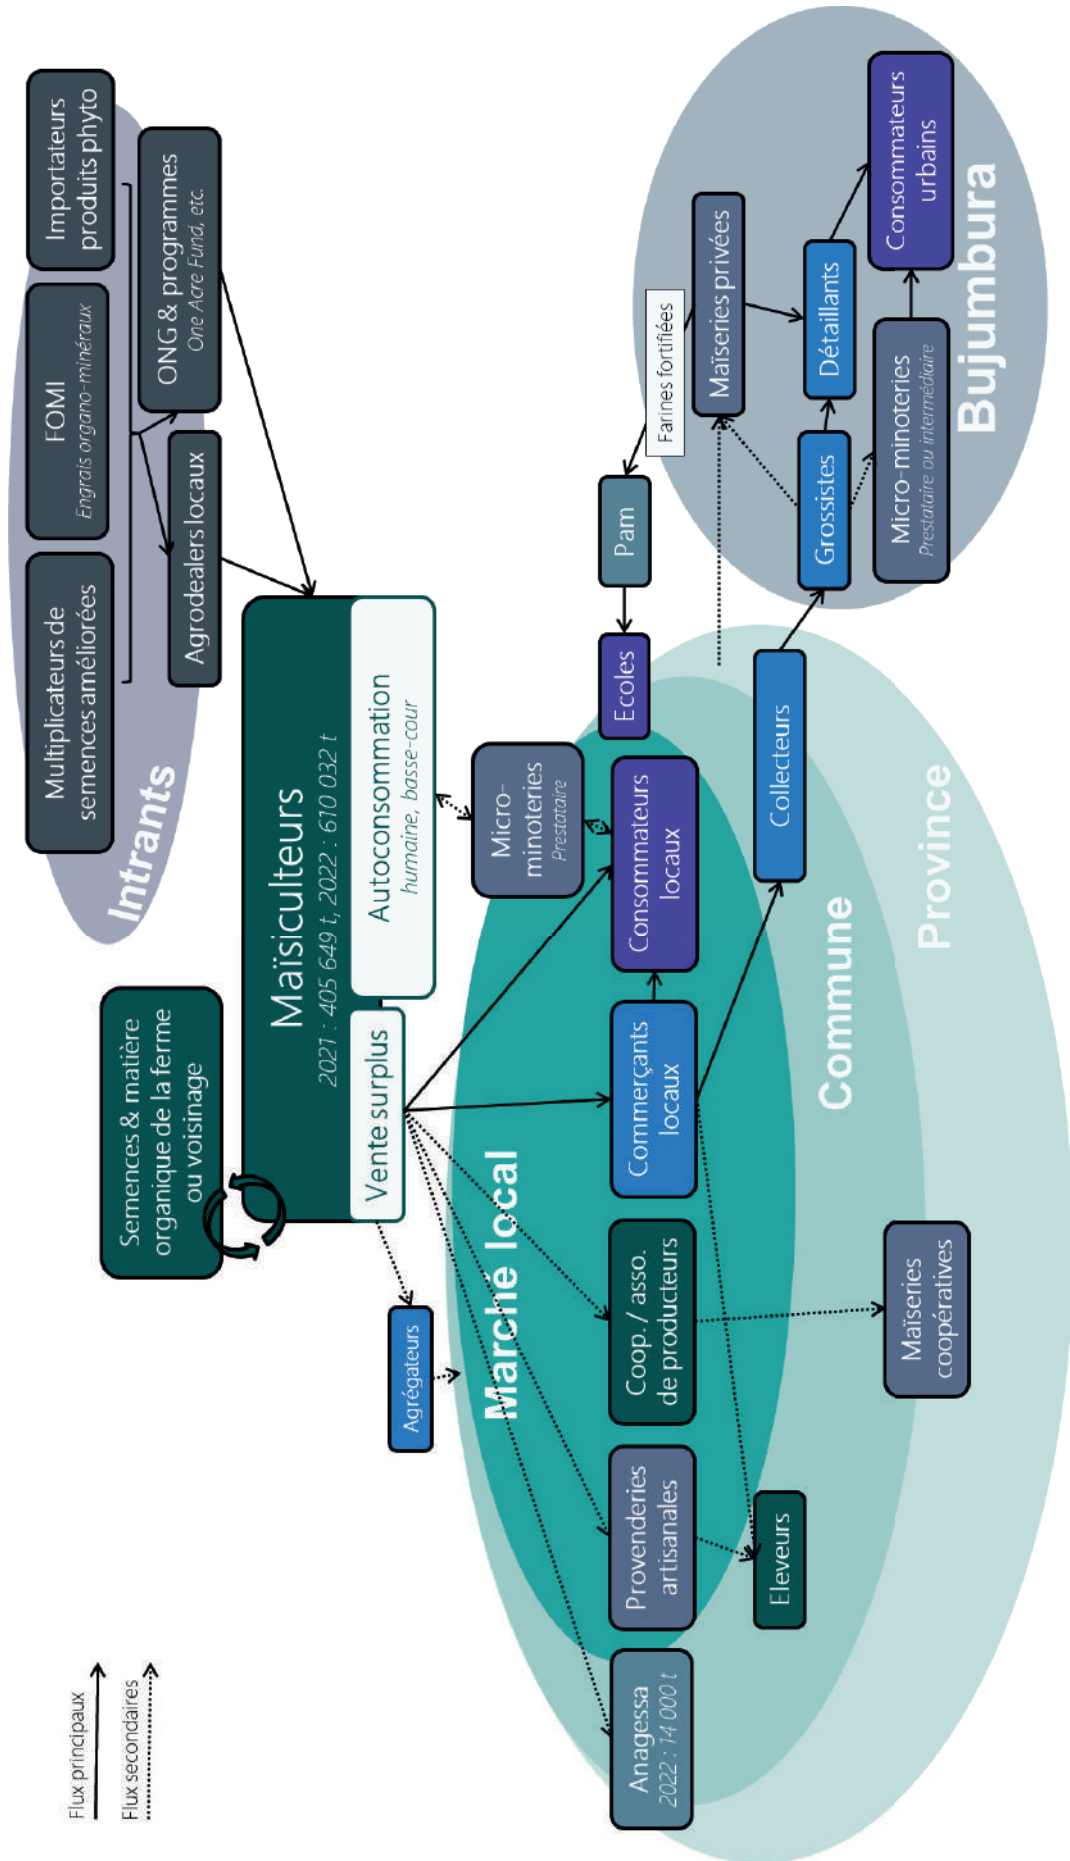 Flux principaux
Flux secondaires
Intrants
Multiplicateurs de
semences améliorées
FOMI
Engrais organo-minéraux
Importateurs
produits phyto
Agrodealers locaux
ONG & programmes
One Acre Fund, etc.
Semences & matière
organique de la ferme
ou voisinage
Maïsiculteurs
2021 : 405 649 t, 2022 : 610 032 t
Vente surplus
Autoconsommation
humaine, basse-cour
Agrégateurs
Micro-
minoteries
Prestataire
Marché local
Anagessa
2022 : 14 000 t
Provenderies
artisanales
Coop. / asso.
de producteurs
Commerçants
locaux
Consommateurs
locaux
Ecoles
Pam
Farines fortifiées
Maïseries privées
Eleveurs
Collecteurs
Grossistes
Détaillants
Commune
Maïseries
coopératives
Micro-minoteries
Prestataire ou intermédiaire
Consommateurs
urbains
Province
Bujumbura